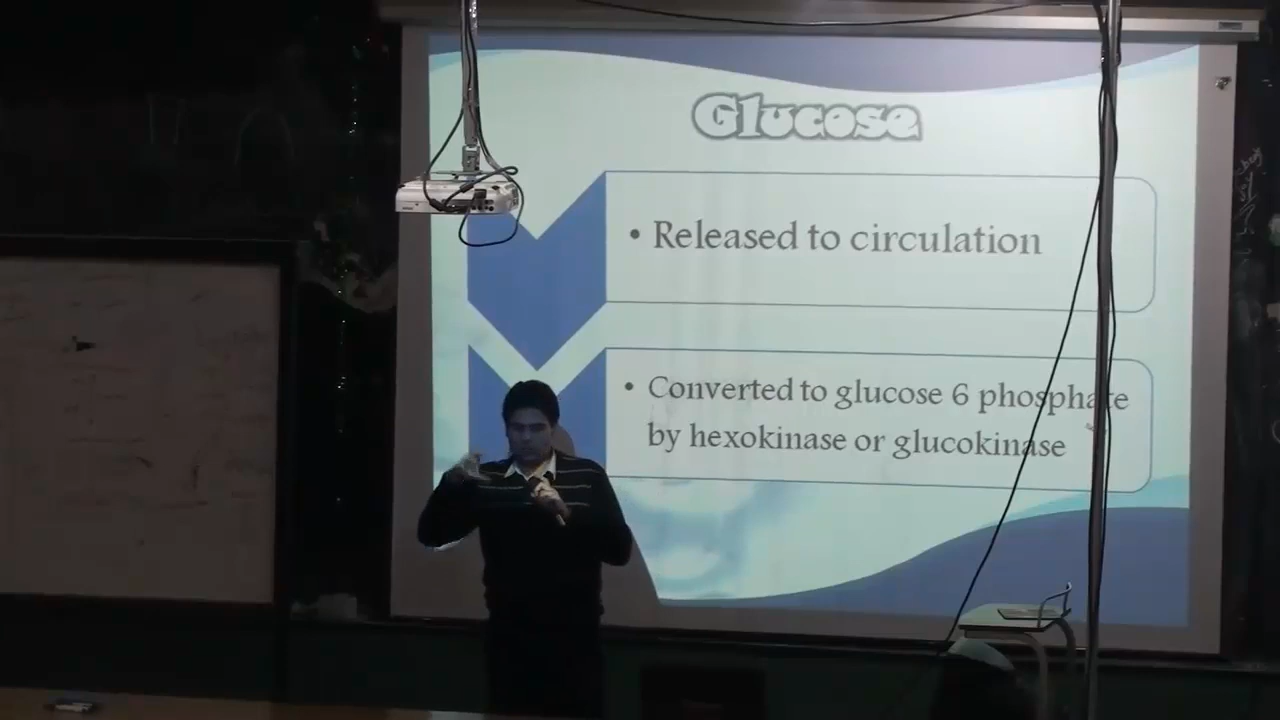 Glucose
• Released to circulation
• Converted to glucose 6 phosphate
by hexokinase or glucokinase